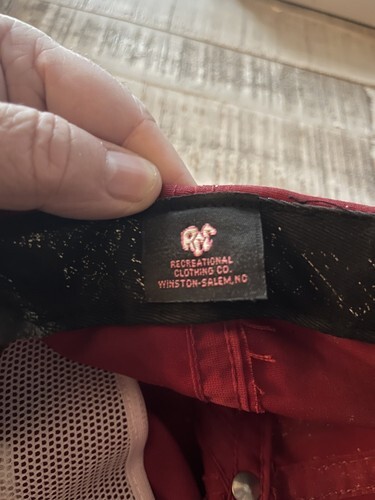 RCC
RECREATIONAL
CLOTHING CO.
WINSTON-SALEM, NC